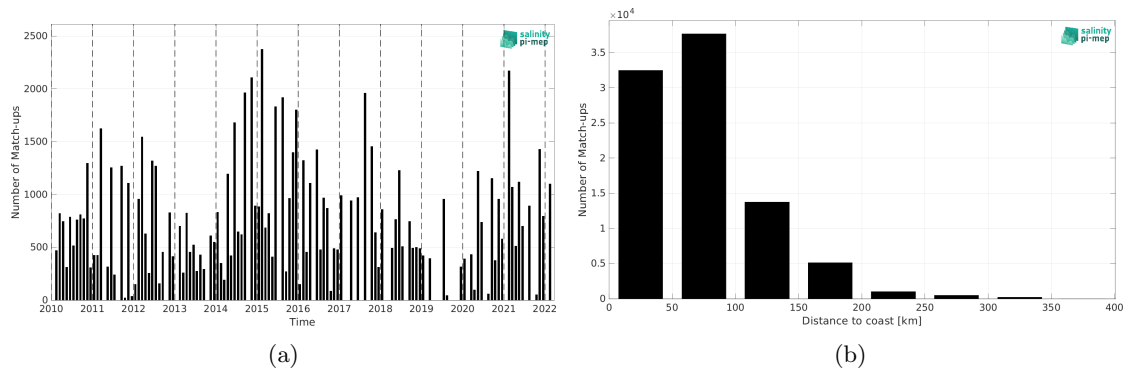 2500
2000
1500
1000
500
0
Number of Match-ups
2010 2011 2012 2013 2014 2015 2016 2017 2018 2019 2020 2021 2022
Time
salinity
pi-mep
(a)
×10⁴
3.5
3
2.5
2
1.5
1
0.5
0
Number of Match-ups
0 50 100 150 200 250 300 350 400
Distance to coast [km]
salinity
pi-mep
(b)